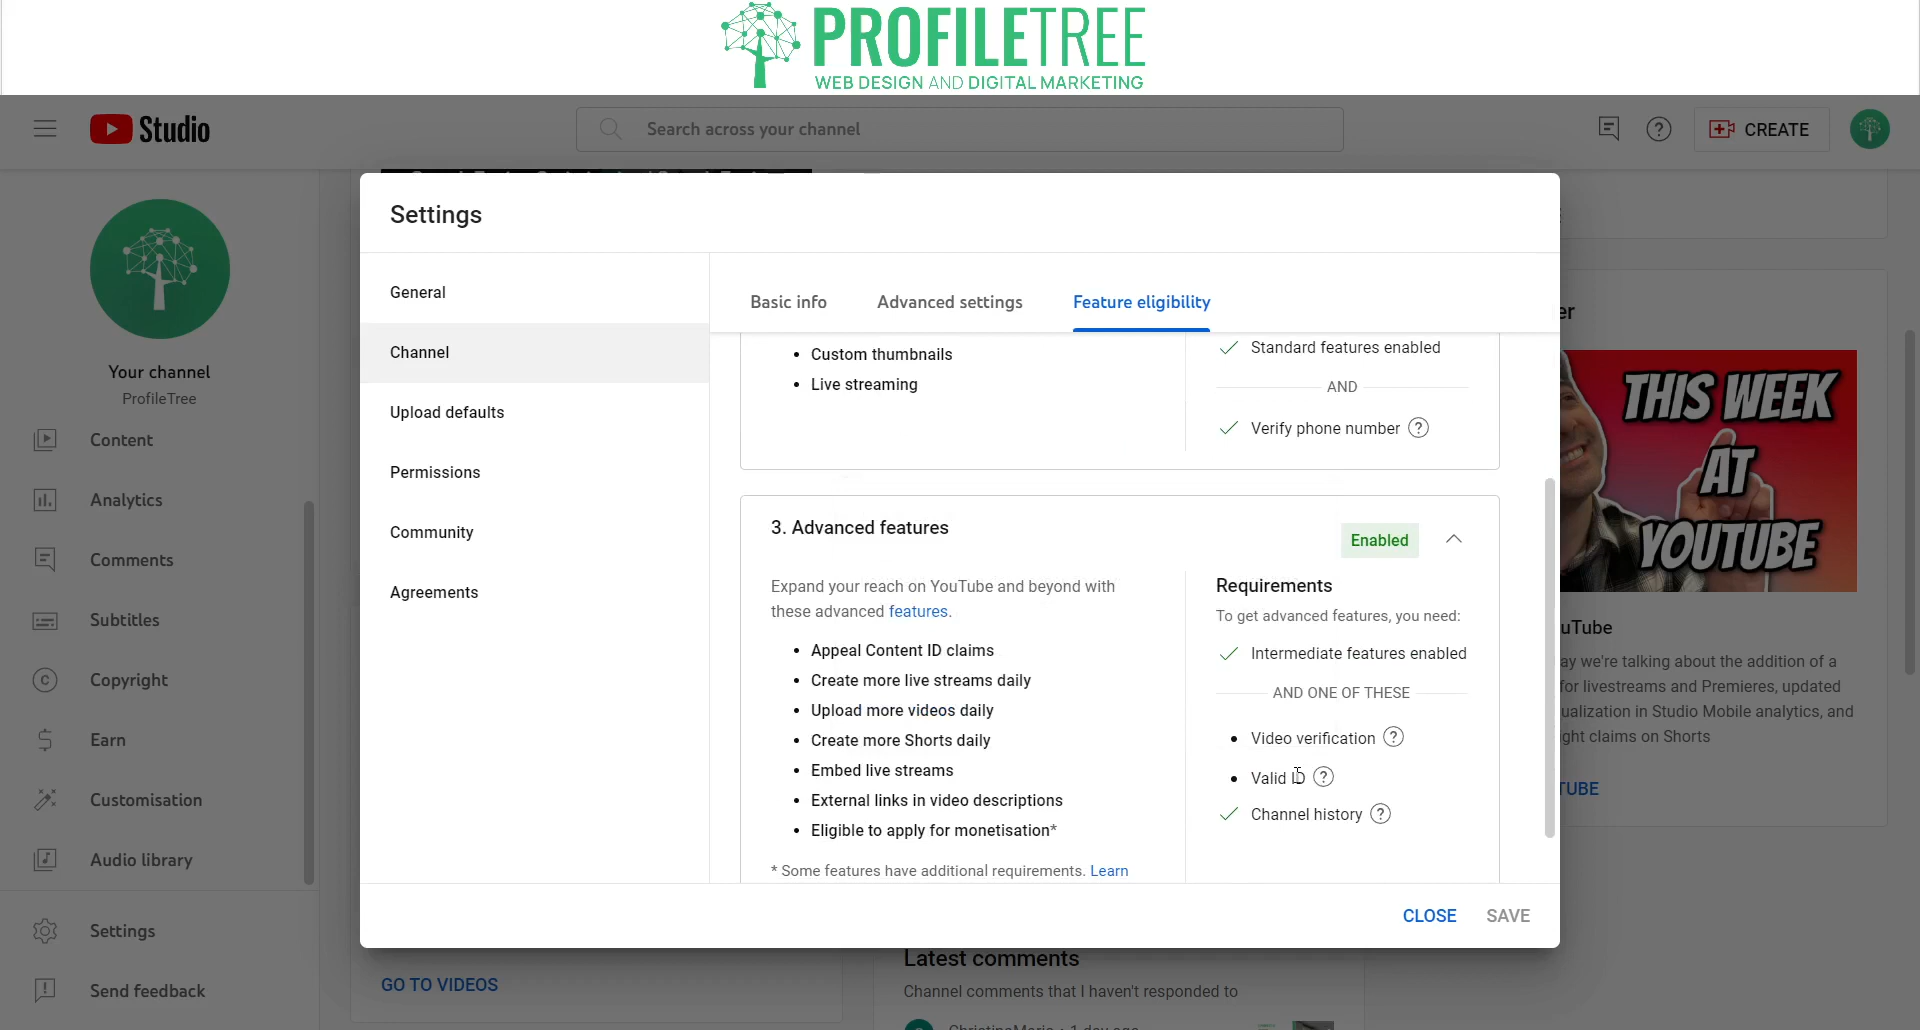 PROFILETREE
WEB DESIGN AND DIGITAL MARKETING
Studio
Search across your channel
CREATE
Your channel
ProfileTree
Content
Analytics
Comments
Subtitles
Copyright
Earn
Customisation
Audio library
Settings
Send feedback
Settings
General
Channel
Upload defaults
Permissions
Community
Agreements
Basic info
Advanced settings
Feature eligibility
• Custom thumbnails
• Live streaming
Standard features enabled
AND
Verify phone number
3. Advanced features
Enabled
Expand your reach on YouTube and beyond with
these advanced features.
• Appeal Content ID claims
• Create more live streams daily
• Upload more videos daily
• Create more Shorts daily
• Embed live streams
• External links in video descriptions
• Eligible to apply for monetisation*
* Some features have additional requirements. Learn
Requirements
To get advanced features, you need:
Intermediate features enabled
AND ONE OF THESE
• Video verification
• Valid ID
Channel history
CLOSE
SAVE
er
THIS WEEK
AT
YOUTUBE
uTube
ay we're talking about the addition of a
for livestreams and Premieres, updated
ualization in Studio Mobile analytics, and
ght claims on Shorts
TUBE
GO TO VIDEOS
Latest comments
Channel comments that I haven't responded to
ChristineMarie • 1 day ago